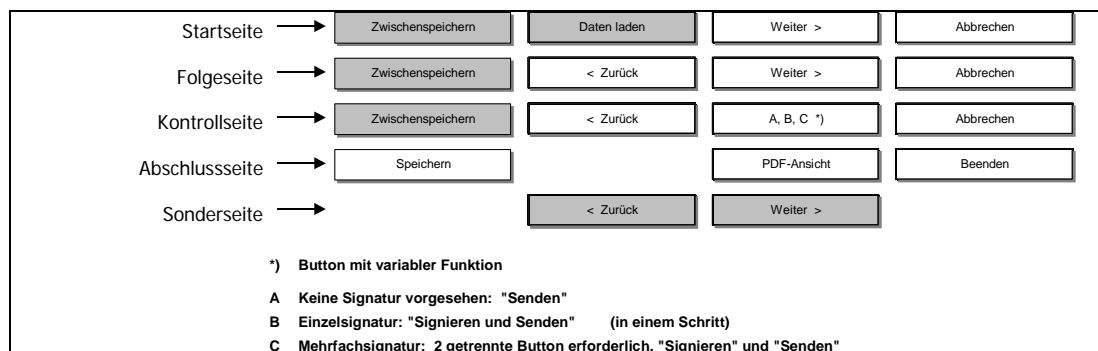 Startseite Zwischenspeichern Daten laden Weiter > Abbrechen
Folgeseite Zwischenspeichern < Zurück Weiter > Abbrechen
Kontrollseite Zwischenspeichern < Zurück A, B, C *) Abbrechen
Abschlussseite Speichern PDF-Ansicht Beenden
Sonderseite < Zurück Weiter >
*) Button mit variabler Funktion
A Keine Signatur vorgesehen: "Senden"
B Einzelsignatur: "Signieren und Senden" (in einem Schritt)
C Mehrfachsignatur: 2 getrennte Button erforderlich. "Signieren" und "Senden"